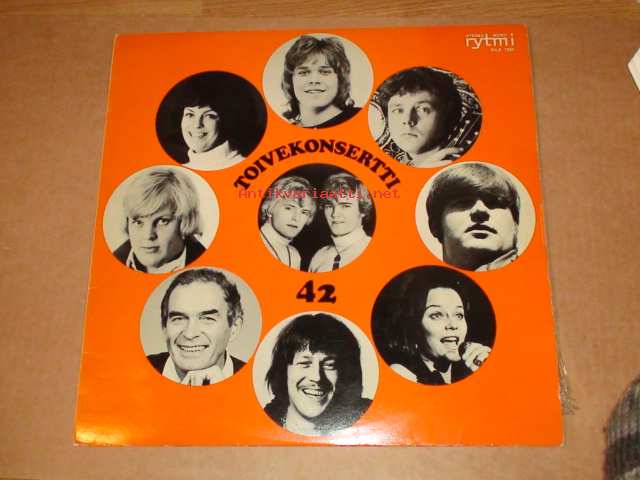 rytmi
TOIVEKONSERTTI
Antikvariaatti.net
42